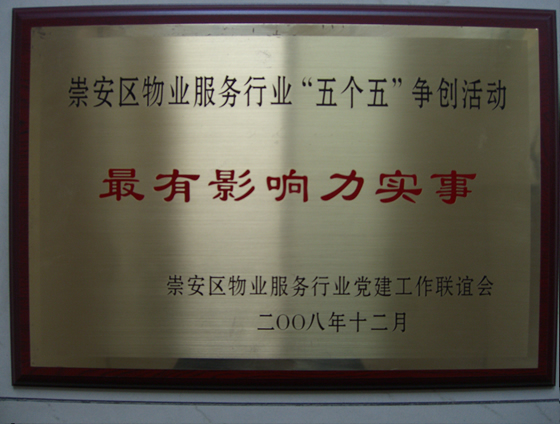 崇安区物业服务行业“五个五”争创活动
最有影响力实事
崇安区物业服务行业党建工作联谊会
二〇〇八年十二月